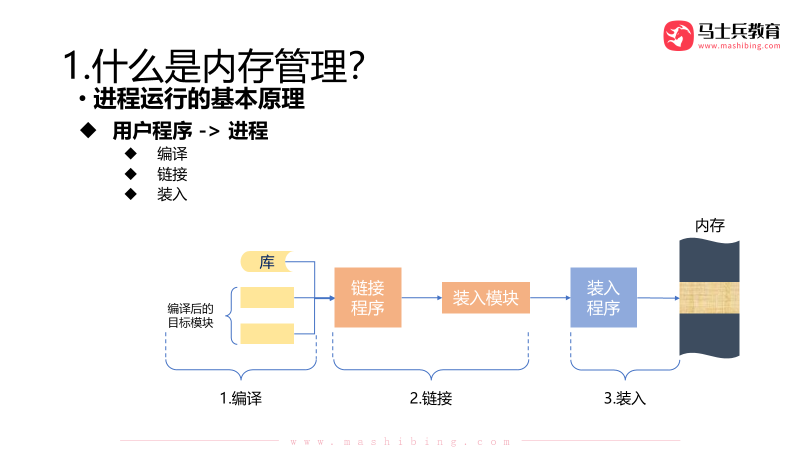 马士兵教育
www.mashibing.com
1.什么是内存管理？
• 进程运行的基本原理
◆ 用户程序 -> 进程
◆ 编译
◆ 链接
◆ 装入
内存
库
编译后的
目标模块
链接
程序
装入模块
装入
程序
1.编译
2.链接
3.装入
www.mashibing.com